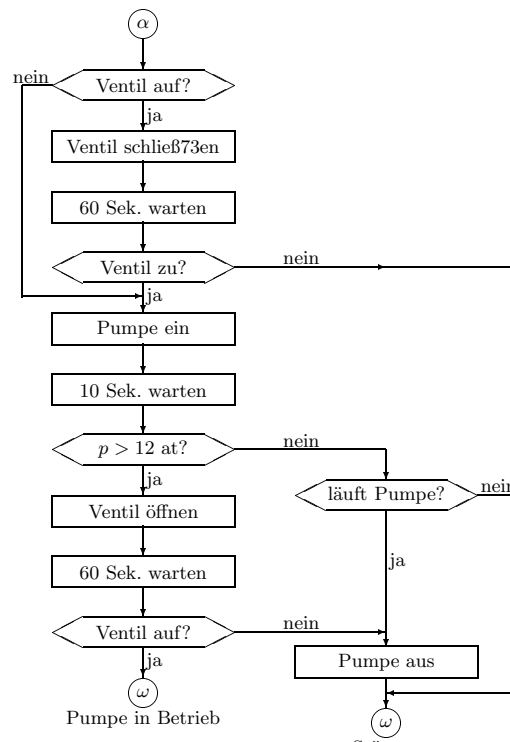 α
nein
Ventil auf?
ja
Ventil schließ73en
60 Sek. warten
Ventil zu?
nein
ja
Pumpe ein
10 Sek. warten
p > 12 at?
nein
ja
läuft Pumpe?
nein
Ventil öffnen
ja
60 Sek. warten
Ventil auf?
nein
ja
Pumpe aus
ω
Pumpe in Betrieb
ω